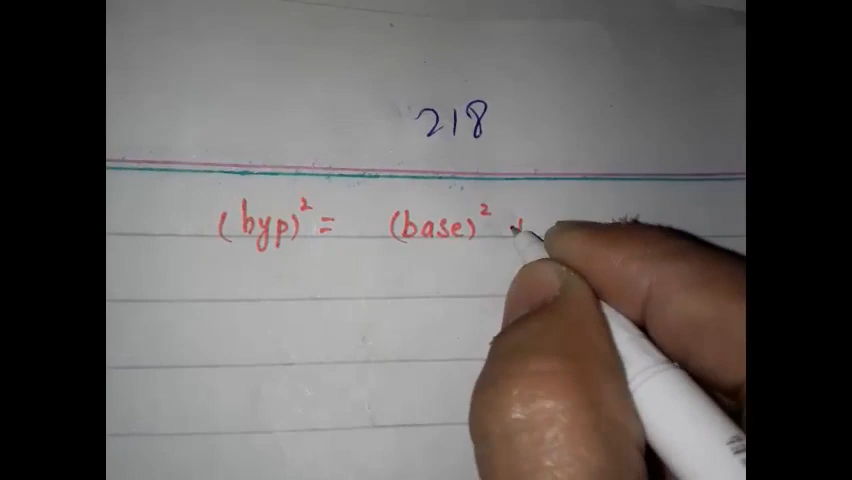 218
(hyp)² = (base)² +